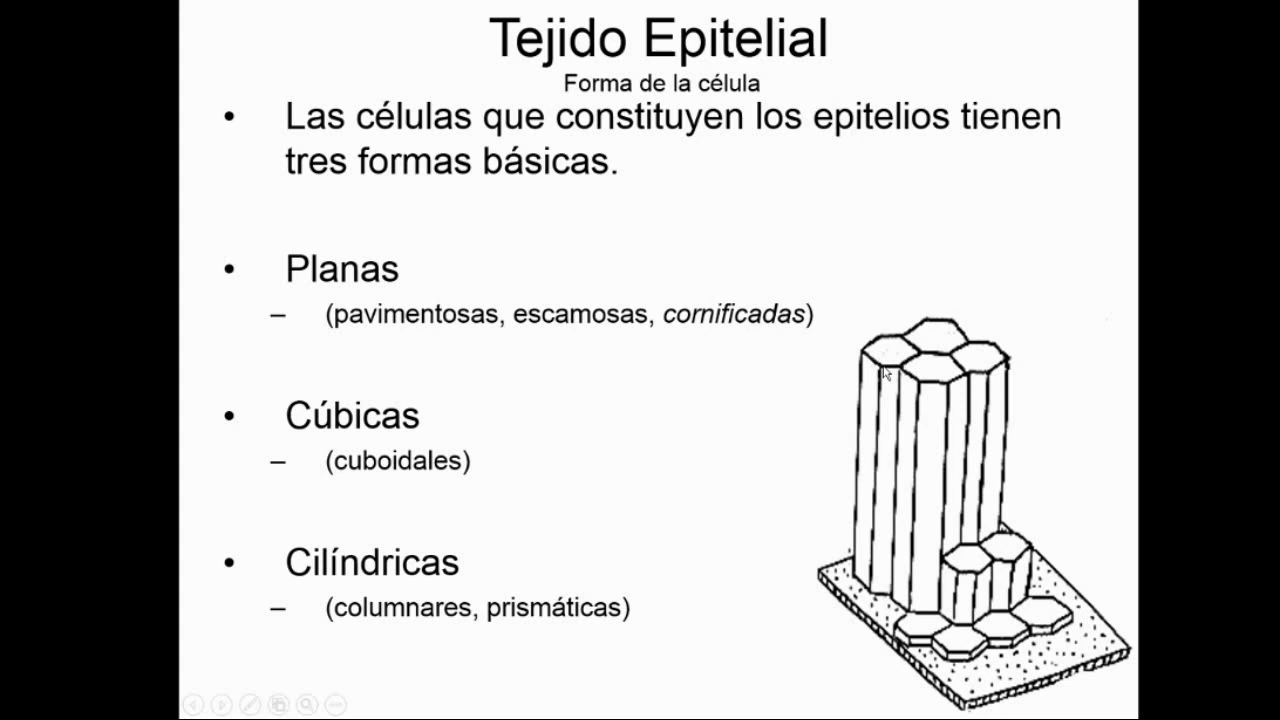 Tejido Epitelial
Forma de la célula
• Las células que constituyen los epitelios tienen
tres formas básicas.
• Planas
– (pavimentosas, escamosas, cornificadas)
• Cúbicas
– (cuboidales)
• Cilíndricas
– (columnares, prismáticas)